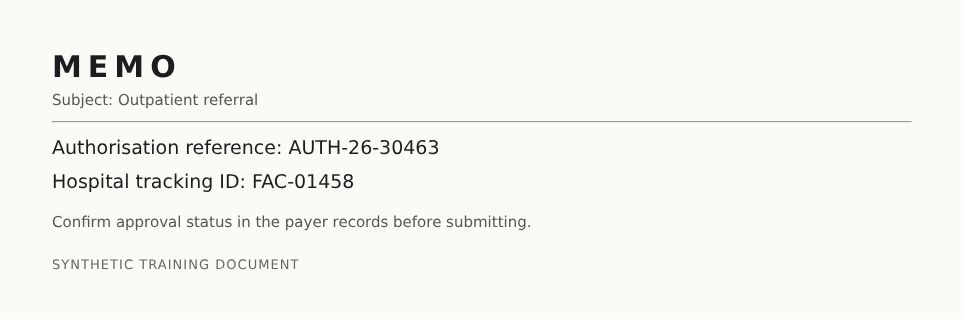 MEMO
Subject: Outpatient referral
Authorisation reference: AUTH-26-30463
Hospital tracking ID: FAC-01458
Confirm approval status in the payer records before submitting.
SYNTHETIC TRAINING DOCUMENT